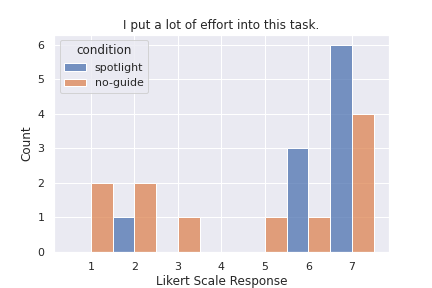 I put a lot of effort into this task.
condition
spotlight
no-guide
Count
6
5
4
3
2
1
0
1 2 3 4 5 6 7
Likert Scale Response